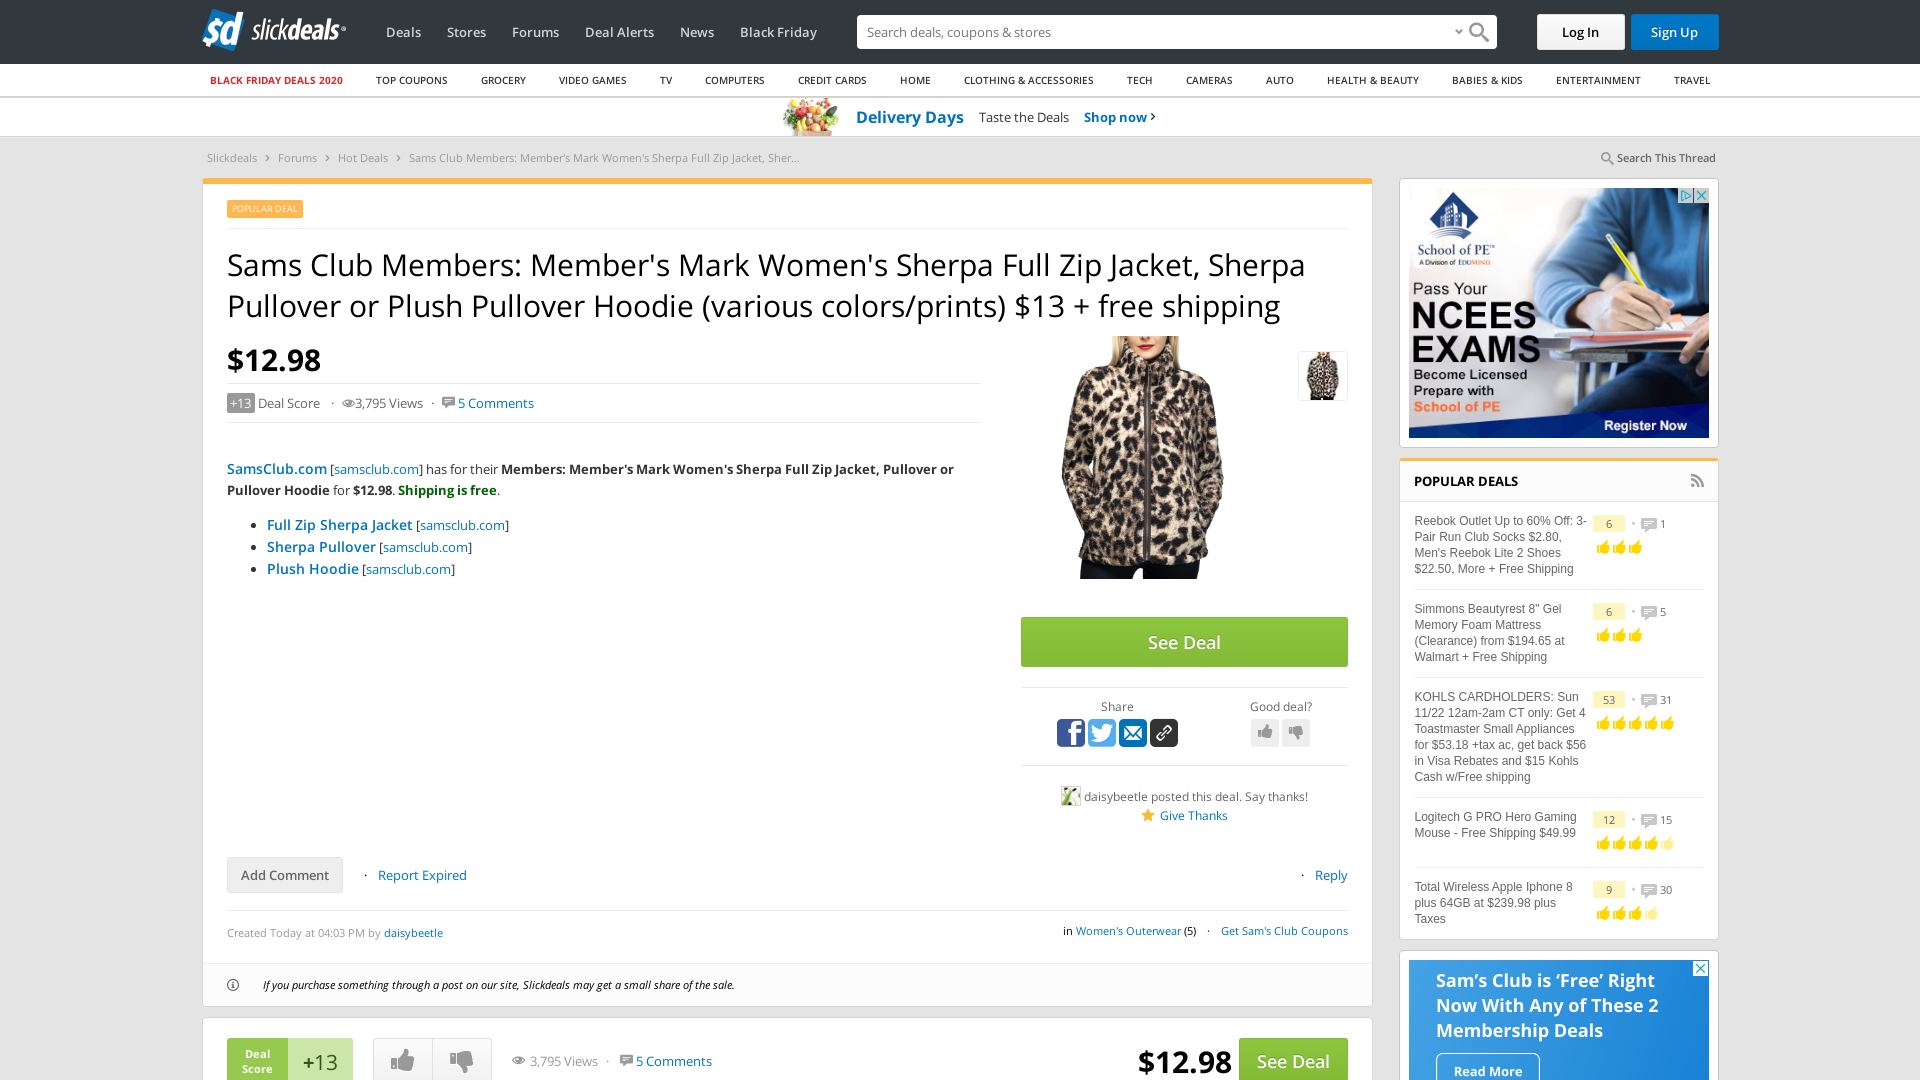 sd slickdeals
Deals Stores Forums Deal Alerts News Black Friday
Search deals, coupons & stores
Log In
Sign Up
BLACK FRIDAY DEALS 2020 TOP COUPONS GROCERY VIDEO GAMES TV COMPUTERS CREDIT CARDS HOME CLOTHING & ACCESSORIES TECH CAMERAS AUTO HEALTH & BEAUTY BABIES & KIDS ENTERTAINMENT TRAVEL
Delivery Days Taste the Deals Shop now
Slickdeals > Forums > Hot Deals > Sams Club Members: Member's Mark Women's Sherpa Full Zip Jacket, Sher...
Search This Thread
POPULAR DEAL
Sams Club Members: Member's Mark Women's Sherpa Full Zip Jacket, Sherpa
Pullover or Plush Pullover Hoodie (various colors/prints) $13 + free shipping
$12.98
+13 Deal Score · 3,795 Views · 5 Comments
SamsClub.com [samsclub.com] has for their Members: Member's Mark Women's Sherpa Full Zip Jacket, Pullover or
Pullover Hoodie for $12.98. Shipping is free.
• Full Zip Sherpa Jacket [samsclub.com]
• Sherpa Pullover [samsclub.com]
• Plush Hoodie [samsclub.com]
See Deal
Share
Good deal?
daisybeetle posted this deal. Say thanks!
Give Thanks
Add Comment · Report Expired
· Reply
Created Today at 04:03 PM by daisybeetle
in Women's Outerwear (5) · Get Sam's Club Coupons
If you purchase something through a post on our site, Slickdeals may get a small share of the sale.
Deal
Score
+13
3,795 Views · 5 Comments
$12.98
See Deal
School of PE™
A Division of EDUMIND.
Pass Your
NCEES
EXAMS
Become Licensed
Prepare with
School of PE
Register Now
POPULAR DEALS
Reebok Outlet Up to 60% Off: 3-
Pair Run Club Socks $2.80,
Men's Reebok Lite 2 Shoes
$22.50, More + Free Shipping
6 • 1
Simmons Beautyrest 8" Gel
Memory Foam Mattress
(Clearance) from $194.65 at
Walmart + Free Shipping
6 • 5
KOHLS CARDHOLDERS: Sun
11/22 12am-2am CT only: Get 4
Toastmaster Small Appliances
for $53.18 +tax ac, get back $56
in Visa Rebates and $15 Kohls
Cash w/Free shipping
53 • 31
Logitech G PRO Hero Gaming
Mouse - Free Shipping $49.99
12 • 15
Total Wireless Apple Iphone 8
plus 64GB at $239.98 plus
Taxes
9 • 30
Sam's Club is ‘Free’ Right
Now With Any of These 2
Membership Deals
Read More